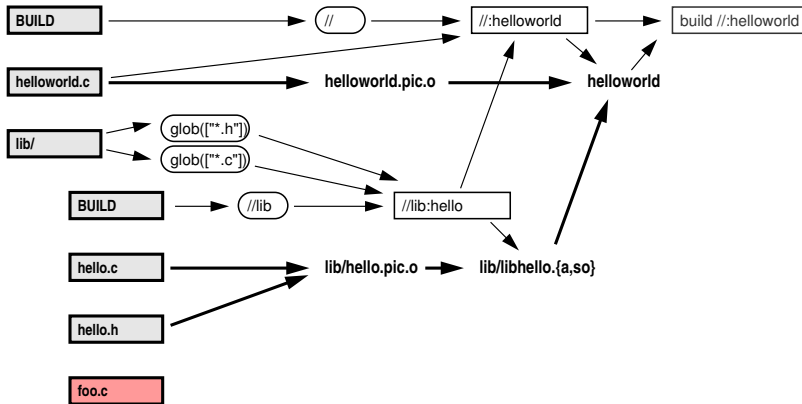 BUILD
//
//:helloworld
build //:helloworld
helloworld.c
helloworld.pic.o
helloworld
lib/
glob(["*.h"])
glob(["*.c"])
BUILD
//lib
//lib:hello
hello.c
lib/hello.pic.o
lib/libhello.{a,so}
hello.h
foo.c